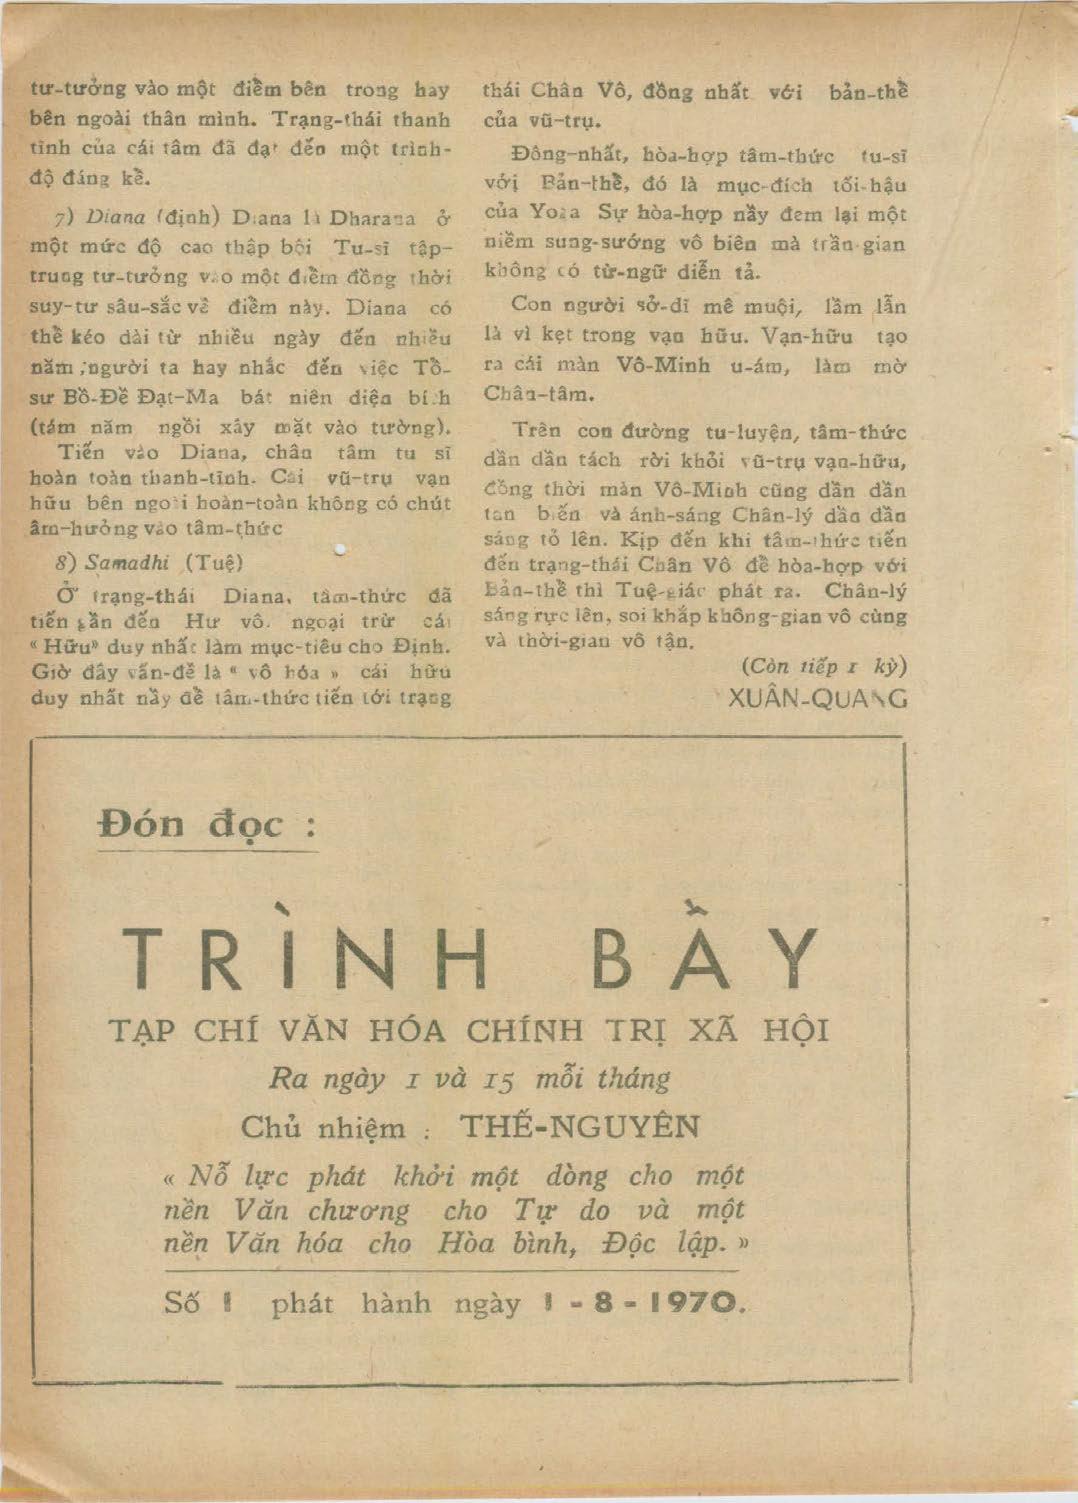 tư-tưởng vào một điểm bên trong hay
bên ngoài thân mình. Trạng-thái thanh
tĩnh của cái tâm đã đạt đến một trình-
độ đáng kể.
7) Diana (định) Diana là Dharana ở
một mức độ cao thập bội Tu-sĩ tập-
trung tư-tưởng vào một điểm đồng thời
suy-tư sâu-sắc về điểm này. Diana có
thể kéo dài từ nhiều ngày đến nhiều
năm ;người ta hay nhắc đến việc Tổ-
sư Bồ-Đề Đạt-Ma bát niên diện bích
(tám năm ngồi xây mặt vào tường).
Tiến vào Diana, chân tâm tu sĩ
hoàn toàn thanh-tĩnh. Cái vũ-trụ vạn
hữu bên ngoài hoàn-toàn không có chút
âm-hưởng vào tâm-thức
8) Samadhi (Tuệ)
Ở trạng-thái Diana, tâm-thức đã
tiến gần đến Hư vô. ngoại trừ cái
« Hữu» duy nhất làm mục-tiêu cho Định.
Giờ đây vấn-đề là « vô hóa » cái hữu
duy nhất nầy để tâm-thức tiến tới trạng
thái Chân Vô, đồng nhất với bản-thể
của vũ-trụ.
Đồng-nhất, hòa-hợp tâm-thức tu-sĩ
với Bản-thể, đó là mục-đích tối-hậu
của Yoga Sự hòa-hợp nầy đem lại một
niềm sung-sướng vô biên mà trần-gian
không có từ-ngữ diễn tả.
Con người sở-dĩ mê muội, lầm lẫn
là vì kẹt trong vạn hữu. Vạn-hữu tạo
ra cái màn Vô-Minh u-ám, làm mờ
Chân-tâm.
Trên con đường tu-luyện, tâm-thức
dần dần tách rời khỏi vũ-trụ vạn-hữu,
đồng thời màn Vô-Minh cũng dần dần
tan biến và ánh-sáng Chân-lý dần dần
sáng tỏ lên. Kịp đến khi tâm-thức tiến
đến trạng-thái Chân Vô để hòa-hợp với
Bản-thể thì Tuệ-giác phát ra. Chân-lý
sáng rực lên, soi khắp không-gian vô cùng
và thời-gian vô tận.
(Còn tiếp 1 kỳ)
XUÂN-QUANG
Đón đọc :
TRÌNH BẦY
TẠP CHÍ VĂN HÓA CHÍNH TRỊ XÃ HỘI
Ra ngày 1 và 15 mỗi tháng
Chủ nhiệm : THẾ-NGUYÊN
« Nỗ lực phát khởi một dòng cho một
nền Văn chương cho Tự do và một
nền Văn hóa cho Hòa bình, Độc lập. »
Số 1 phát hành ngày 1 - 8 - 1970.